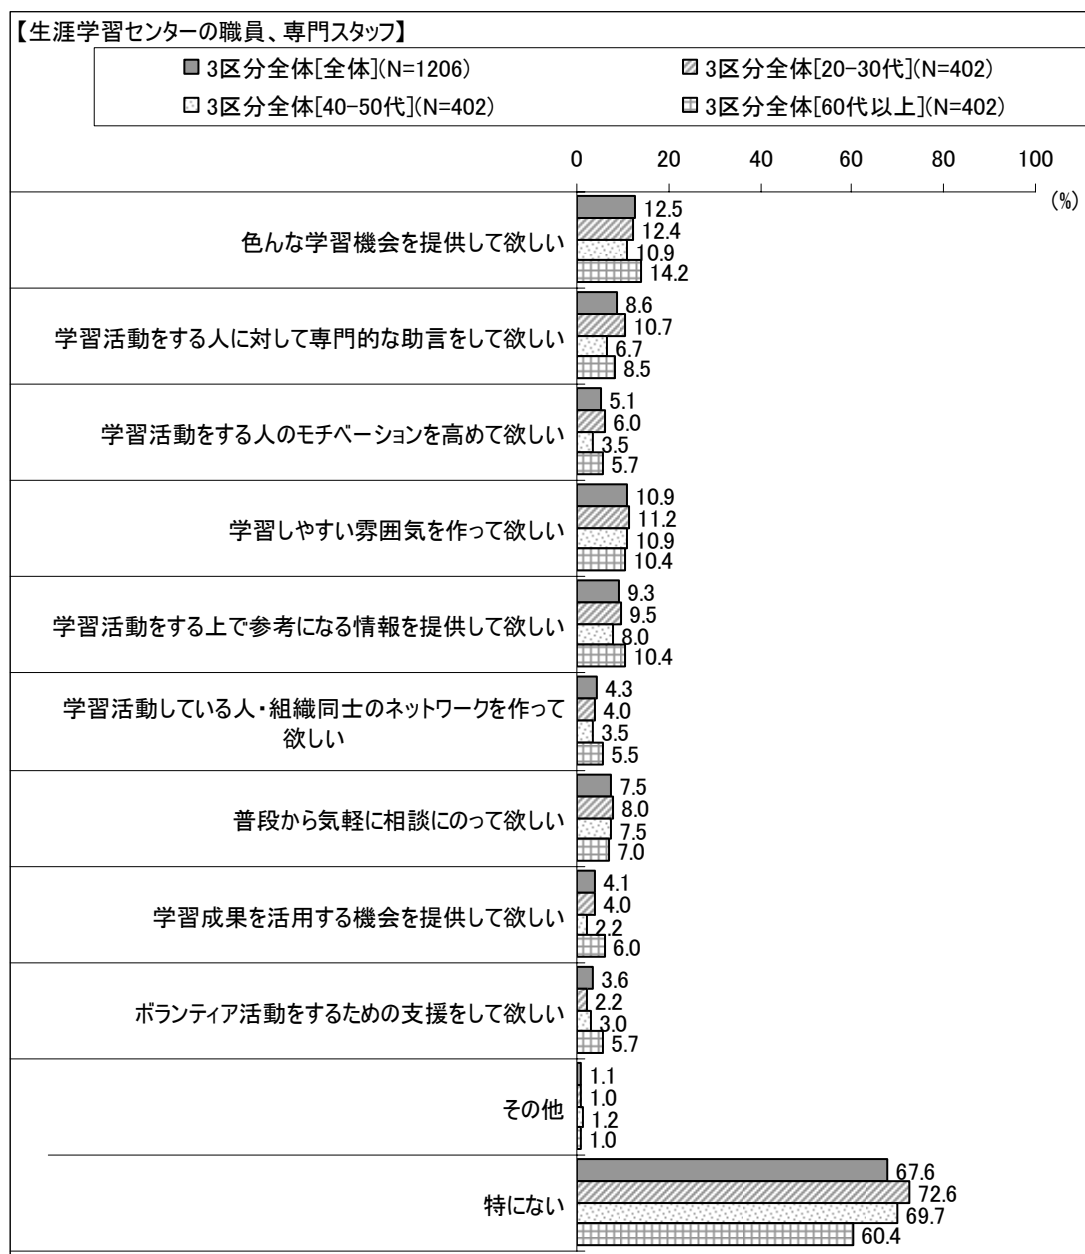 【生涯学習センターの職員、専門スタッフ】
3区分全体[全体](N=1206)
3区分全体[20-30代](N=402)
3区分全体[40-50代](N=402)
3区分全体[60代以上](N=402)
0 20 40 60 80 100
(%)
色んな学習機会を提供して欲しい
12.5
12.4
10.9
14.2
学習活動をする人に対して専門的な助言をして欲しい
8.6
10.7
6.7
8.5
学習活動をする人のモチベーションを高めて欲しい
5.1
6.0
3.5
5.7
学習しやすい雰囲気を作って欲しい
10.9
11.2
10.9
10.4
学習活動をする上で参考になる情報を提供して欲しい
9.3
9.5
8.0
10.4
学習活動している人・組織同士のネットワークを作って
欲しい
4.3
4.0
3.5
5.5
普段から気軽に相談にのって欲しい
7.5
8.0
7.5
7.0
学習成果を活用する機会を提供して欲しい
4.1
4.0
2.2
6.0
ボランティア活動をするための支援をして欲しい
3.6
2.2
3.0
5.7
その他
1.1
1.0
1.2
1.0
特にない
67.6
72.6
69.7
60.4